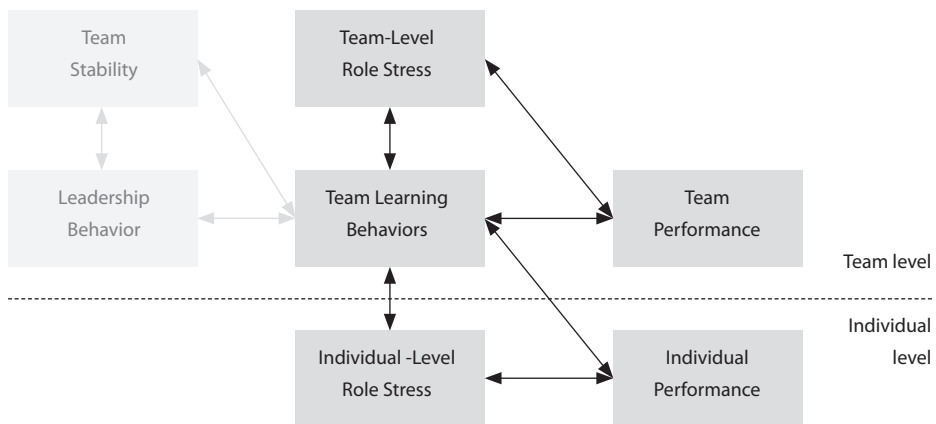 Team
Stability
Team-Level
Role Stress
Leadership
Behavior
Team Learning
Behaviors
Team
Performance
Team level
Individual
level
Individual -Level
Role Stress
Individual
Performance